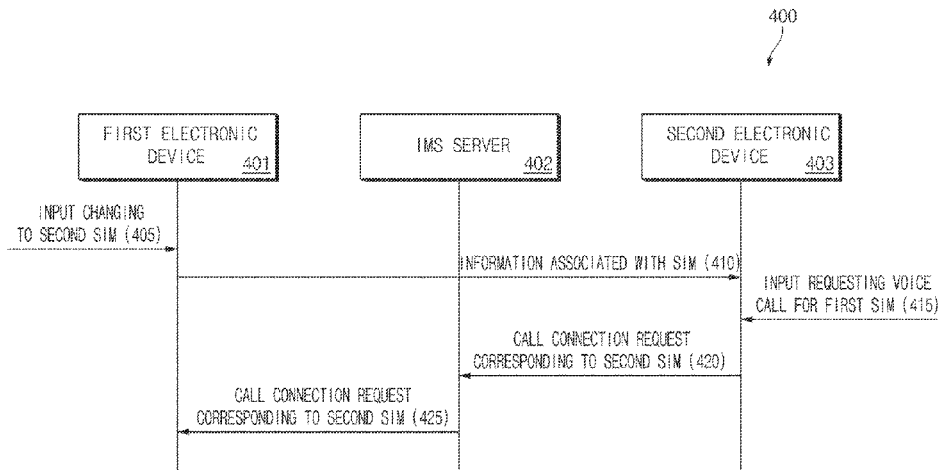 400
FIRST ELECTRONIC
DEVICE 401
IMS SERVER
402
SECOND ELECTRONIC
DEVICE 403
INPUT CHANGING
TO SECOND SIM (405)
INFORMATION ASSOCIATED WITH SIM (410)
INPUT REQUESTING VOICE
CALL FOR FIRST SIM (415)
CALL CONNECTION REQUEST
CORRESPONDING TO SECOND SIM (420)
CALL CONNECTION REQUEST
CORRESPONDING TO SECOND SIM (425)